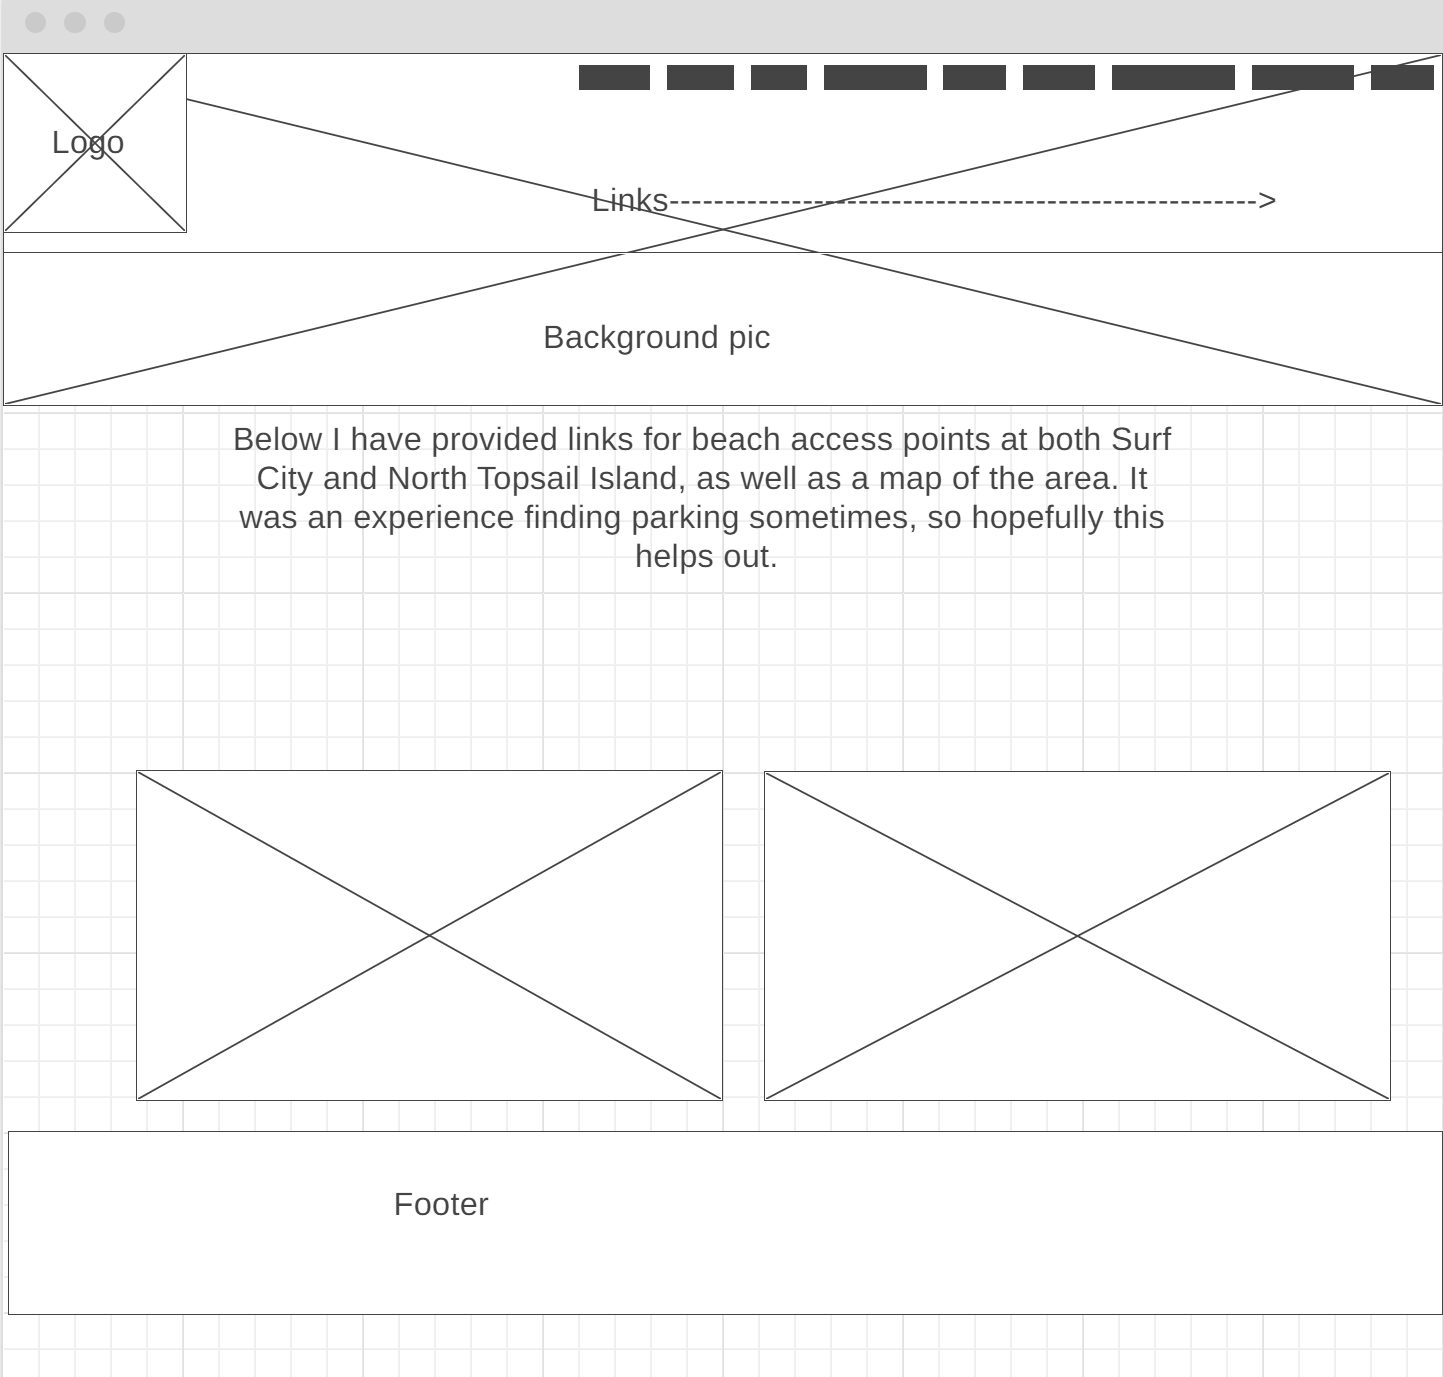 Logo
Links------------------------------------------------------>
Background pic
Below I have provided links for beach access points at both Surf
City and North Topsail Island, as well as a map of the area. It
was an experience finding parking sometimes, so hopefully this
helps out.
Footer